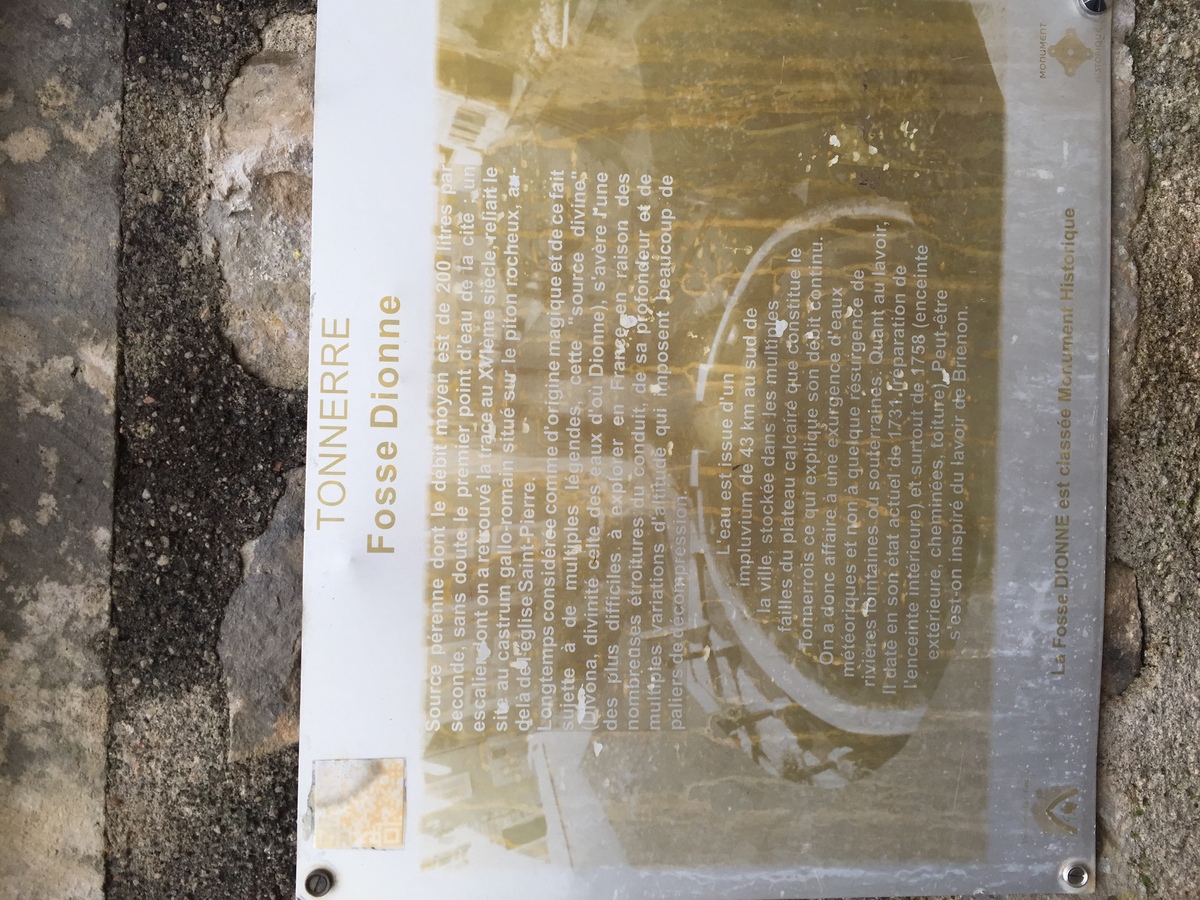 TONNERRE
Fosse Dionne
Source pérenne dont le débit moyen est de 200 litres par
seconde, sans doute le premier point d'eau de la cité : un
escalier dont on a retrouvé la trace au XVIème siècle, reliait le
site au castrum gallo-romain situé sur le piton rocheux, au-
delà de l'église Saint-Pierre.
Longtemps considérée comme d'origine magique et de ce fait
sujette à de multiples légendes, cette "source divine"
Divona, divinité celte des eaux d'où Dionne), s'avère l'une
des plus difficiles à explorer en France en raison des
nombreuses étroitures du conduit, de sa profondeur et de
multiples variations d'altitude qui imposent beaucoup de
paliers de décompression.
L'eau est issue d'un
impluvium de 43 km au sud de
la ville stockée dans les multiples
failles du plateau calcaire que constitue le
Tonnerrois ce qui explique son débit continu.
On a donc affaire à une exurgence d'eaux
météoriques et non à quelque résurgence de
rivières lointaines ou souterraines. Quant au lavoir,
Il date en son état actuel de 1731 (réparation de
l'enceinte intérieure) et surtout de 1758 (enceinte
extérieure, cheminées, toiture). Peut-être
s'est-on inspiré du lavoir de Brienon.
La Fosse DIONNE est classée Monument Historique
MONUMENT
HISTORIQUE